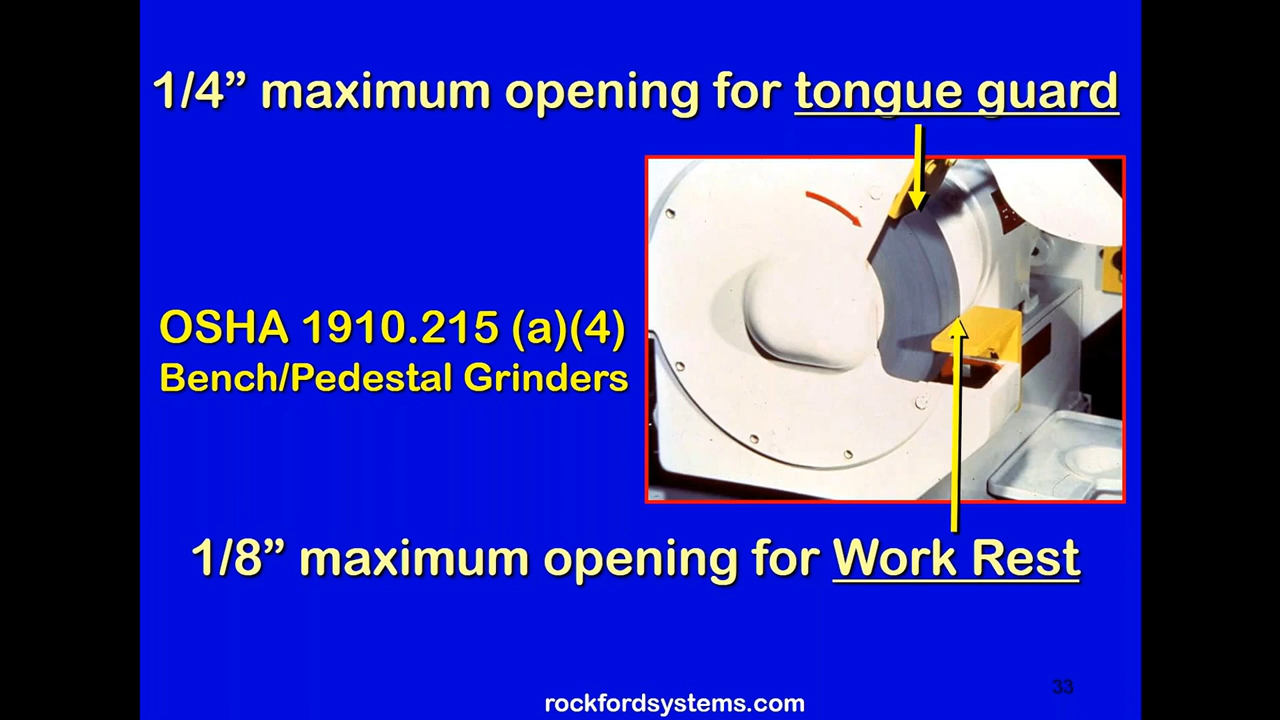 1/4” maximum opening for tongue guard
OSHA 1910.215 (a)(4)
Bench/Pedestal Grinders
1/8” maximum opening for Work Rest
33
rockfordsystems.com